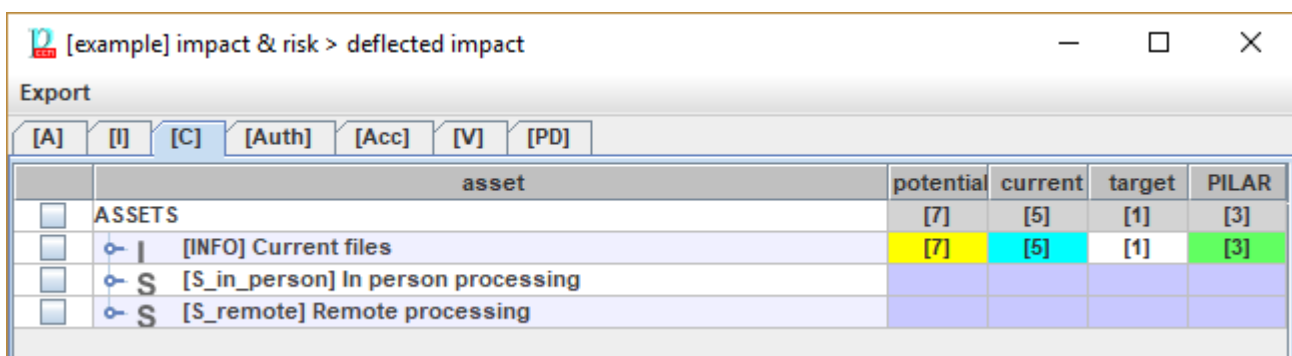 [example] impact & risk > deflected impact
Export
[A] [I] [C] [Auth] [Acc] [V] [PD]
asset potential current target PILAR
ASSETS [7] [5] [1] [3]
I [INFO] Current files [7] [5] [1] [3]
S [S_in_person] In person processing
S [S_remote] Remote processing